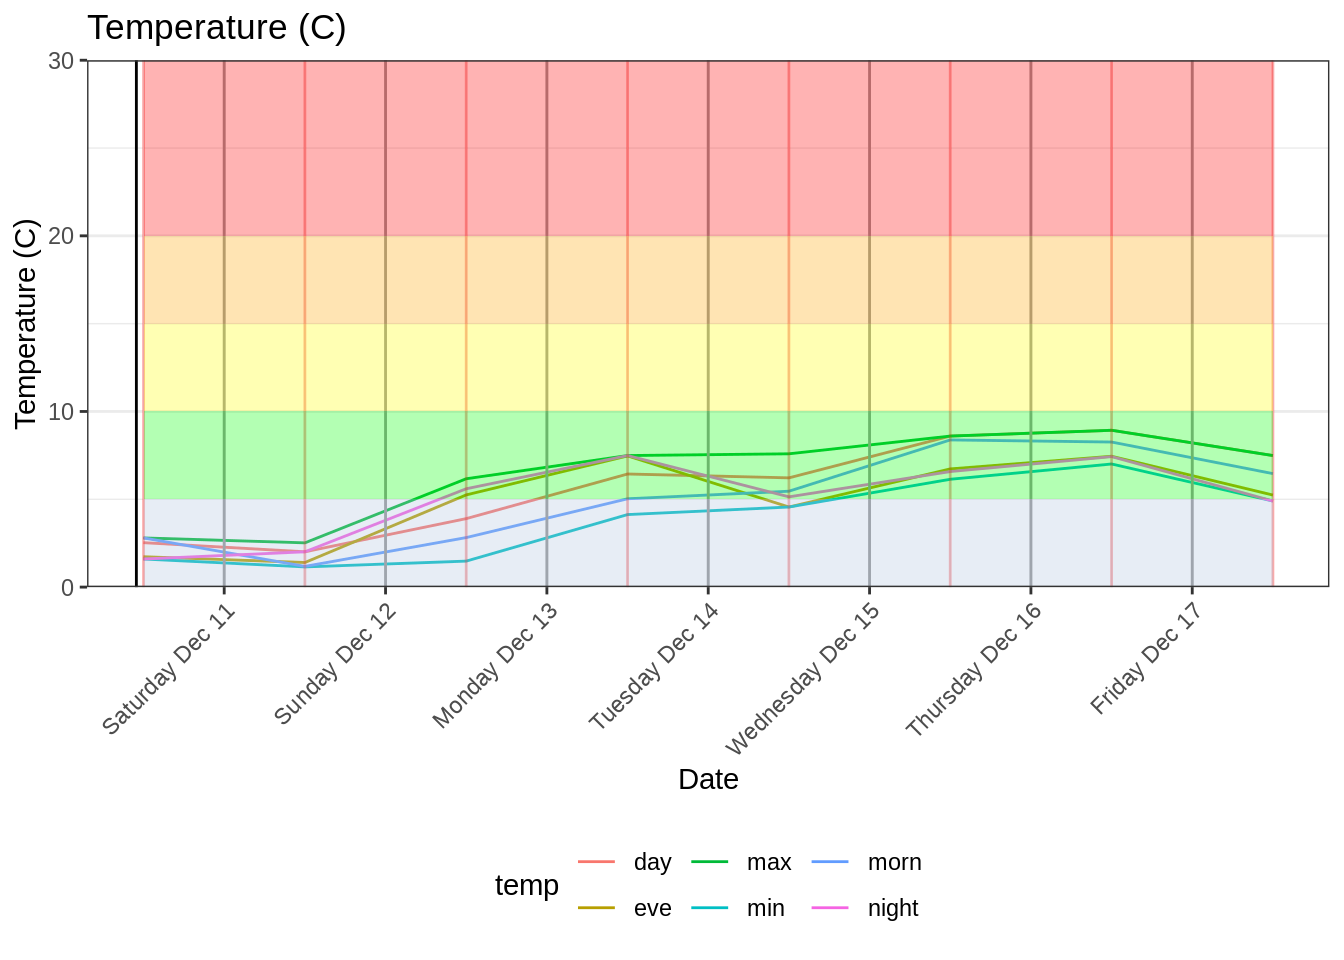 Temperature (C)
Temperature (C)
30
20
10
0
Saturday Dec 11
Sunday Dec 12
Monday Dec 13
Tuesday Dec 14
Wednesday Dec 15
Thursday Dec 16
Friday Dec 17
Date
temp
day
max
morn
eve
min
night